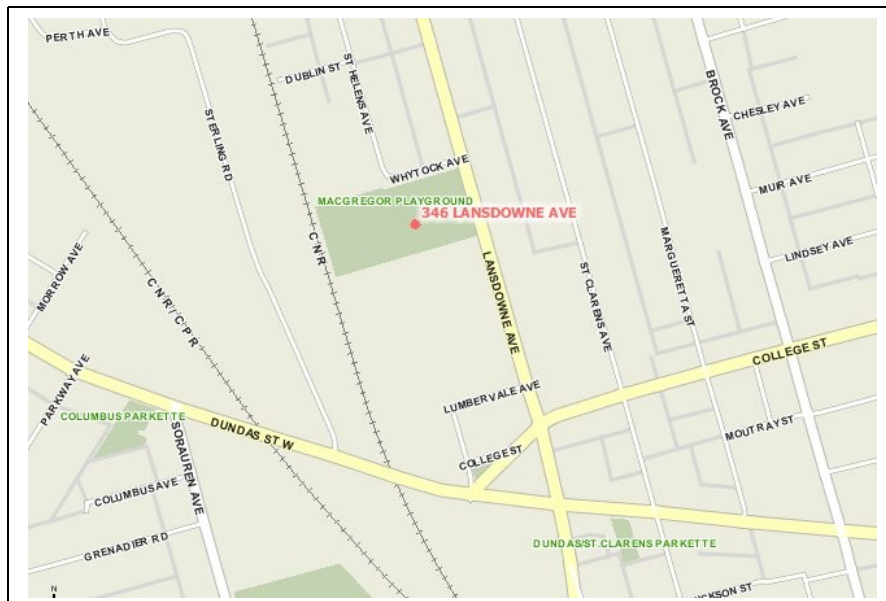 PERTH AVE
DUBLIN ST
ST HELENS AVE
BROCK AVE
CHESLEY AVE
STERLING RD
WHYTOCK AVE
MUIR AVE
MACGREGOR PLAYGROUND
346 LANSDOWNE AVE
C N R
MORROW AVE
LANSDOWNE AVE
ST CLARENS AVE
MARGUERETTA ST
LINDSEY AVE
C N R / C P R
COLLEGE ST
PARKWAY AVE
LUMBERVALE AVE
COLUMBUS PARKETTE
DUNDAS ST W
SORAUREN AVE
MOUTRAY ST
COLLEGE ST
COLUMBUS AVE
GRENADIER RD
DUNDAS/ST. CLARENS PARKETTE
N